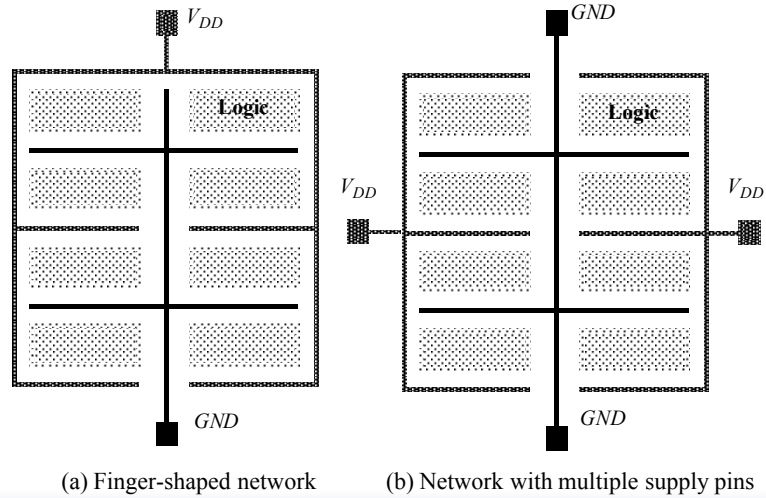 V_DD
GND
Logic
Logic
V_DD
V_DD
GND
GND
(a) Finger-shaped network
(b) Network with multiple supply pins